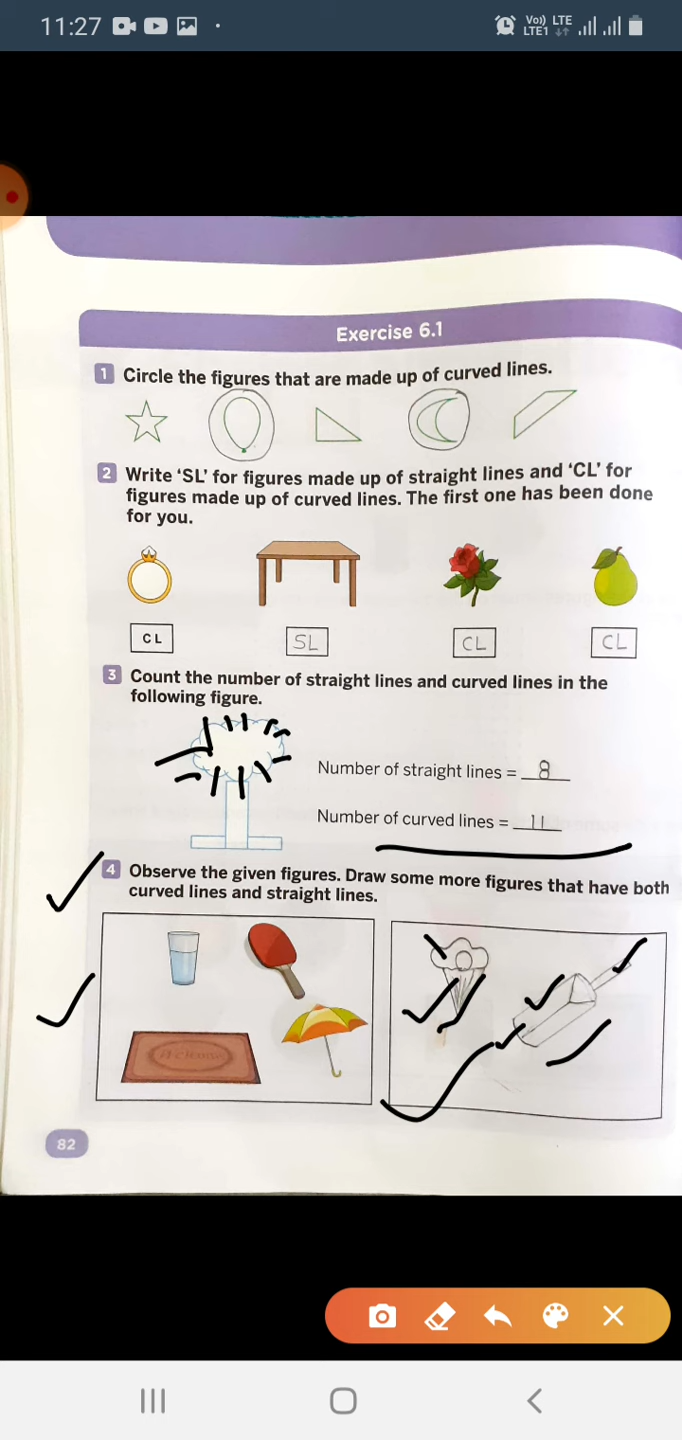 11:27
Vo)) LTE
LTE1
Exercise 6.1
1 Circle the figures that are made up of curved lines.
2 Write 'SL' for figures made up of straight lines and 'CL' for
figures made up of curved lines. The first one has been done
for you.
CL SL CL CL
3 Count the number of straight lines and curved lines in the
following figure.
Number of straight lines = 8
Number of curved lines = 11
4 Observe the given figures. Draw some more figures that have both
curved lines and straight lines.
WELCOME
82